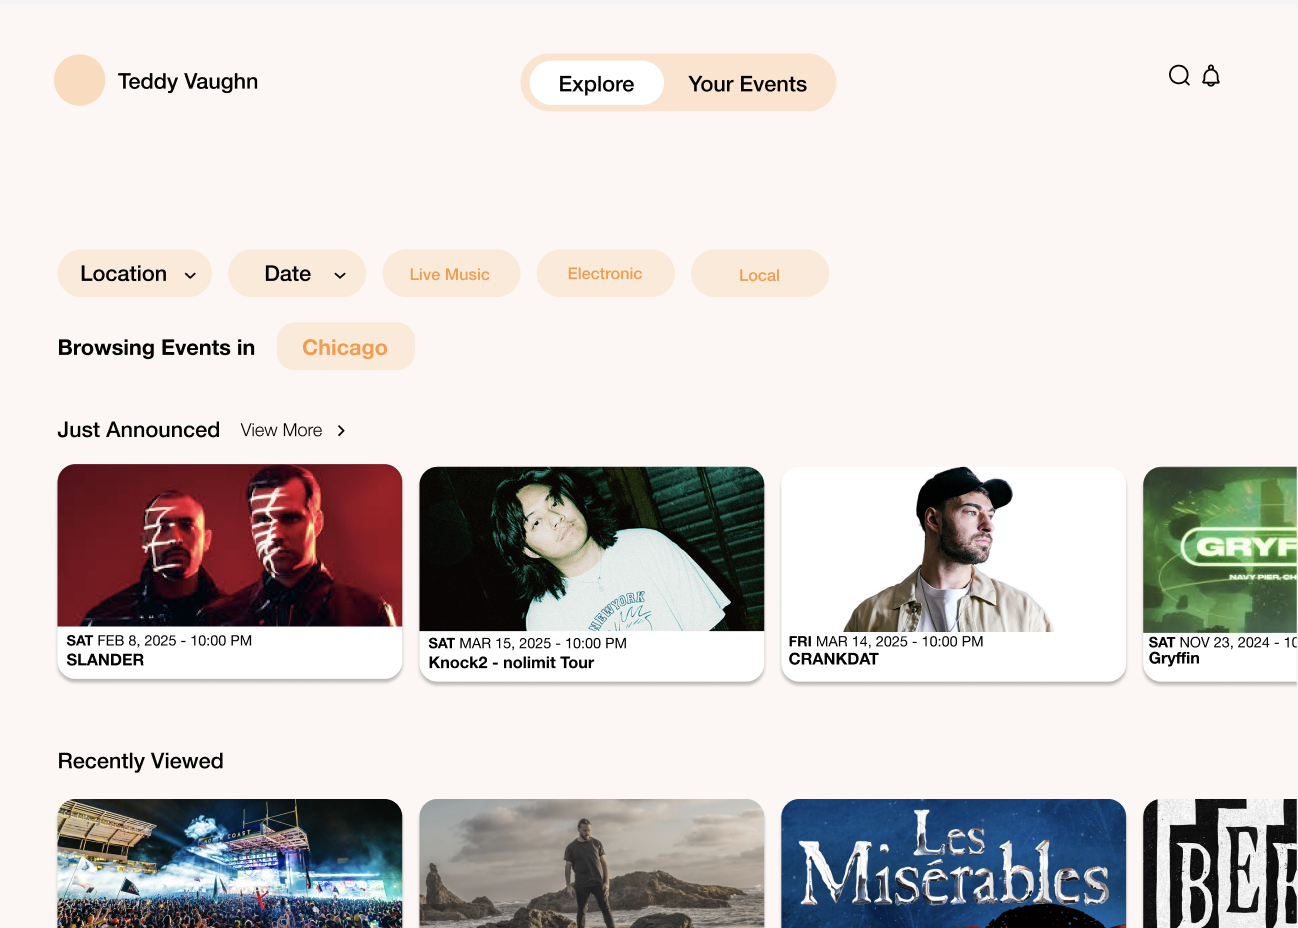 Teddy Vaughn
Explore
Your Events
Location
Date
Live Music
Electronic
Local
Browsing Events in Chicago
Just Announced
View More
NEWYORK
GRYF
NAVY PIER, CH
SAT FEB 8, 2025 - 10:00 PM
SLANDER
SAT MAR 15, 2025 - 10:00 PM
Knock2 - nolimit Tour
FRI MAR 14, 2025 - 10:00 PM
CRANKDAT
SAT NOV 23, 2024 - 10
Gryffin
Recently Viewed
COAST
Les
Misérables
BE